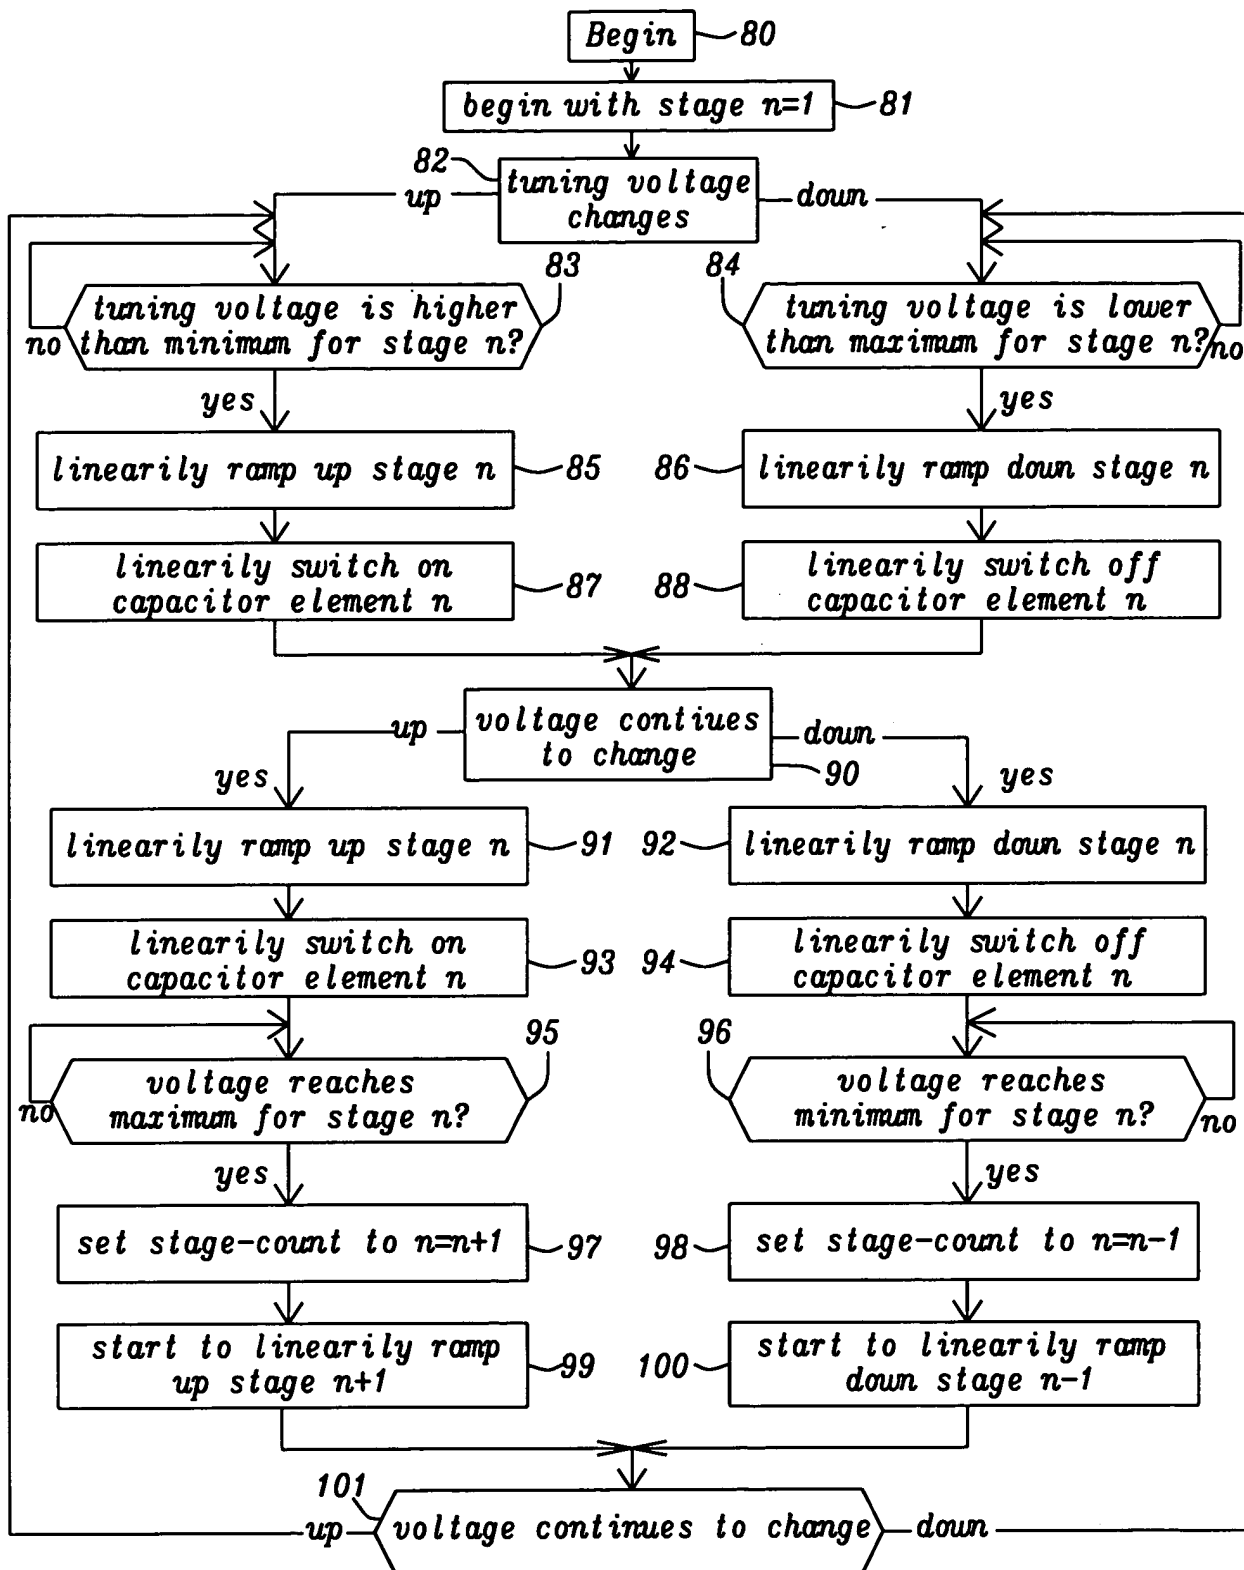 Begin
80
begin with stage n=1
81
82
tuning voltage
changes
up
down
83
84
tuning voltage is higher
than minimum for stage n?
no
tuning voltage is lower
than maximum for stage n?
no
yes
yes
linearily ramp up stage n
85
86
linearily ramp down stage n
linearily switch on
capacitor element n
87
88
linearily switch off
capacitor element n
voltage contiues
to change
up
down
90
yes
yes
linearily ramp up stage n
91
92
linearily ramp down stage n
linearily switch on
capacitor element n
93
94
linearily switch off
capacitor element n
95
96
voltage reaches
maximum for stage n?
no
voltage reaches
minimum for stage n?
no
yes
yes
set stage-count to n=n+1
97
98
set stage-count to n=n-1
start to linearily ramp
up stage n+1
99
100
start to linearily ramp
down stage n-1
101
up
voltage continues to change
down